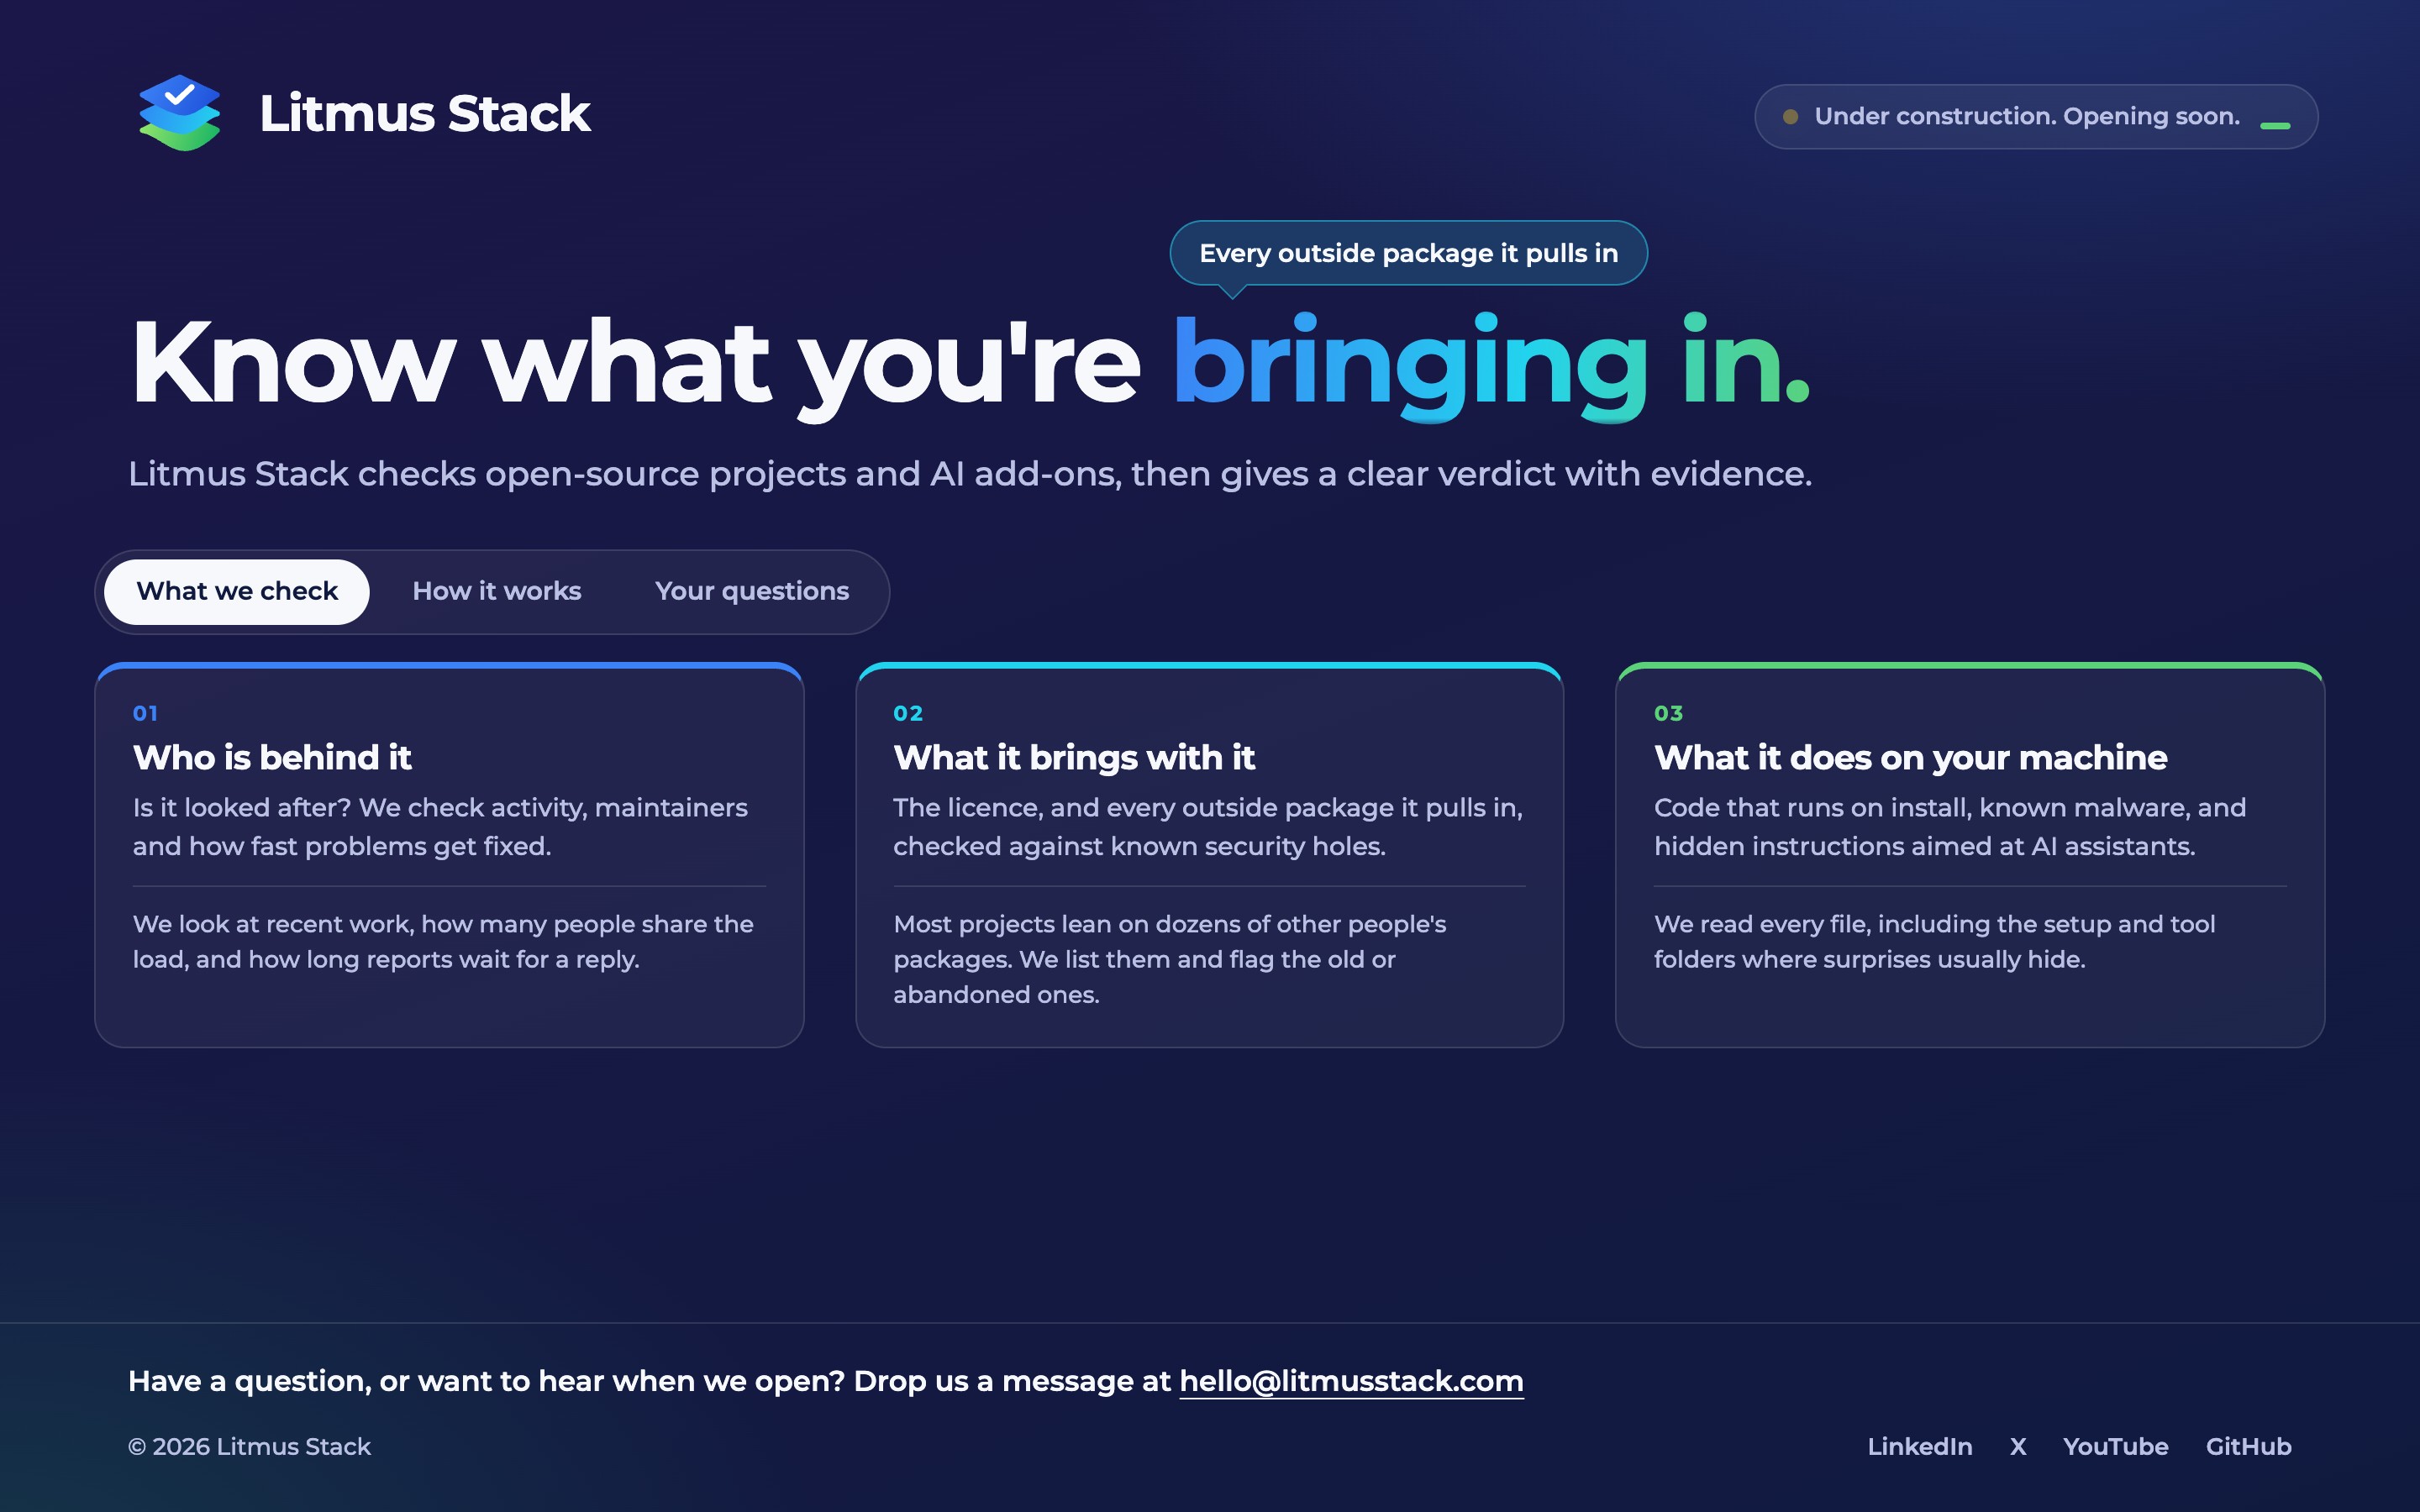 Litmus Stack
Under construction. Opening soon.
Every outside package it pulls in
Know what you're bringing in.
Litmus Stack checks open-source projects and AI add-ons, then gives a clear verdict with evidence.
What we check
How it works
Your questions
01
Who is behind it
Is it looked after? We check activity, maintainers
and how fast problems get fixed.
We look at recent work, how many people share the
load, and how long reports wait for a reply.
02
What it brings with it
The licence, and every outside package it pulls in,
checked against known security holes.
Most projects lean on dozens of other people's
packages. We list them and flag the old or
abandoned ones.
03
What it does on your machine
Code that runs on install, known malware, and
hidden instructions aimed at AI assistants.
We read every file, including the setup and tool
folders where surprises usually hide.
Have a question, or want to hear when we open? Drop us a message at hello@litmusstack.com
© 2026 Litmus Stack
LinkedIn
X
YouTube
GitHub